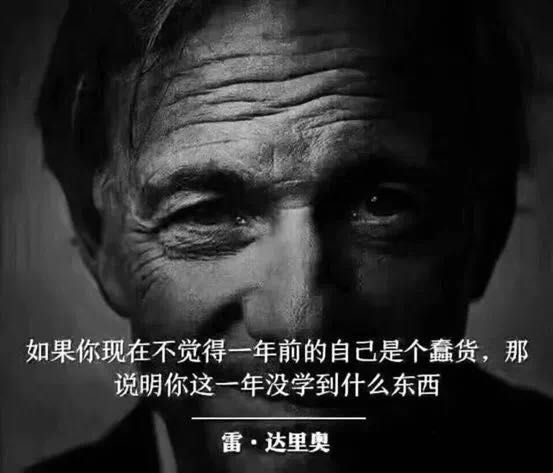 如果你现在不觉得一年前的自己是个蠢货，那
说明你这一年没学到什么东西
雷·达里奥